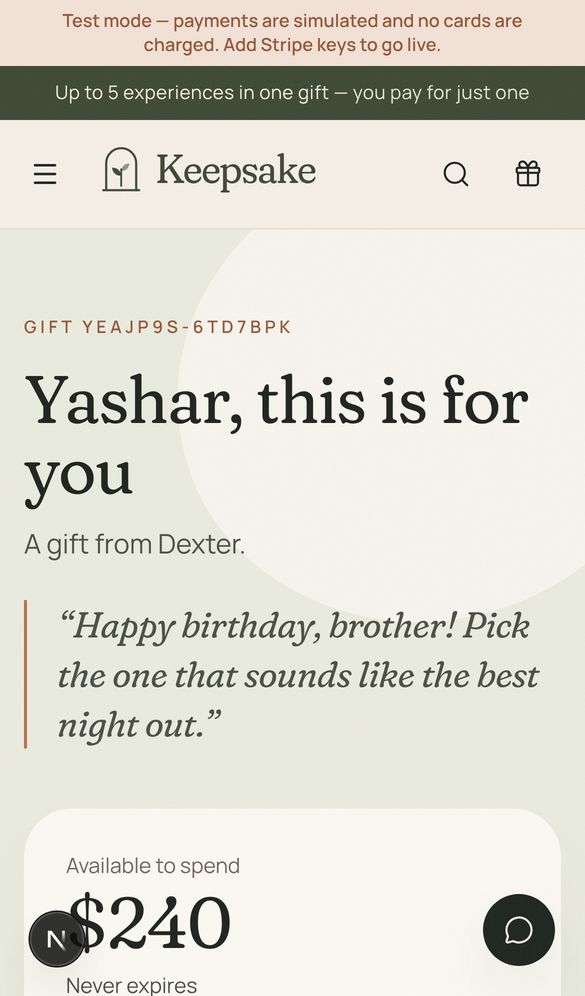 Test mode — payments are simulated and no cards are
charged. Add Stripe keys to go live.
Up to 5 experiences in one gift — you pay for just one
Keepsake
GIFT YEAJP9S-6TD7BPK
Yashar, this is for
you
A gift from Dexter.
“Happy birthday, brother! Pick
the one that sounds like the best
night out.”
Available to spend
$240
N
Never expires